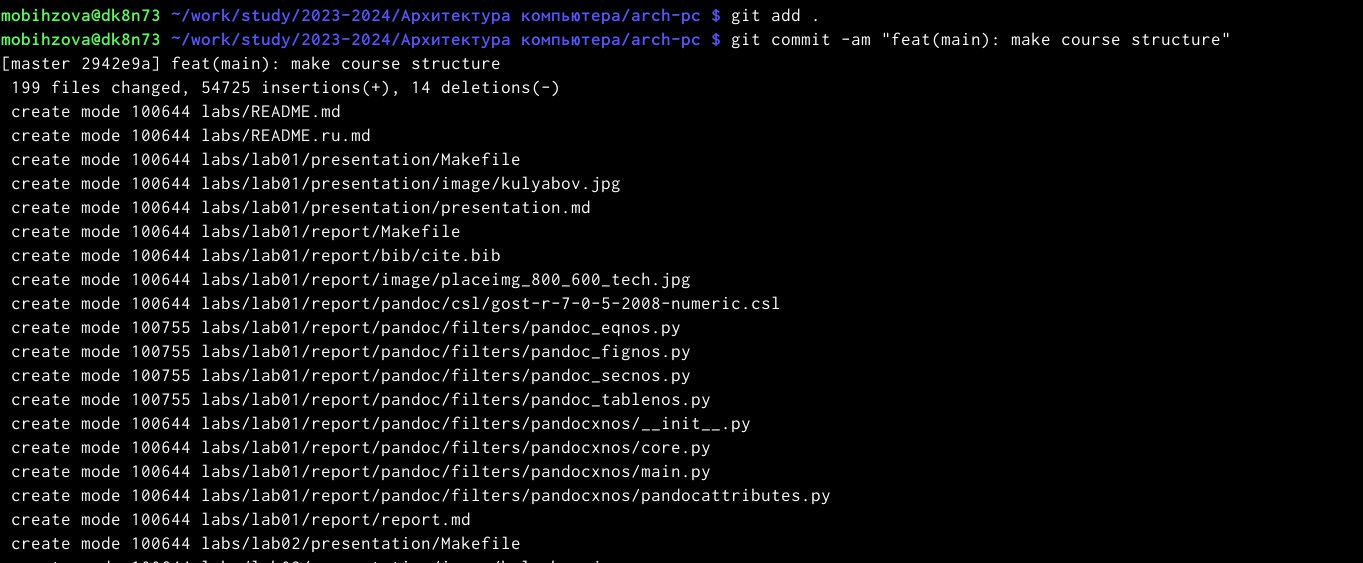 mobihzova@dk8n73 ~/work/study/2023-2024/Архитектура компьютера/arch-pc $ git add .
mobihzova@dk8n73 ~/work/study/2023-2024/Архитектура компьютера/arch-pc $ git commit -am "feat(main): make course structure"
[master 2942e9a] feat(main): make course structure
 199 files changed, 54725 insertions(+), 14 deletions(-)
 create mode 100644 labs/README.md
 create mode 100644 labs/README.ru.md
 create mode 100644 labs/lab01/presentation/Makefile
 create mode 100644 labs/lab01/presentation/image/kulyabov.jpg
 create mode 100644 labs/lab01/presentation/presentation.md
 create mode 100644 labs/lab01/report/Makefile
 create mode 100644 labs/lab01/report/bib/cite.bib
 create mode 100644 labs/lab01/report/image/placeimg_800_600_tech.jpg
 create mode 100644 labs/lab01/report/pandoc/csl/gost-r-7-0-5-2008-numeric.csl
 create mode 100755 labs/lab01/report/pandoc/filters/pandoc_eqnos.py
 create mode 100755 labs/lab01/report/pandoc/filters/pandoc_fignos.py
 create mode 100755 labs/lab01/report/pandoc/filters/pandoc_secnos.py
 create mode 100755 labs/lab01/report/pandoc/filters/pandoc_tablenos.py
 create mode 100644 labs/lab01/report/pandoc/filters/pandocxnos/__init__.py
 create mode 100644 labs/lab01/report/pandoc/filters/pandocxnos/core.py
 create mode 100644 labs/lab01/report/pandoc/filters/pandocxnos/main.py
 create mode 100644 labs/lab01/report/pandoc/filters/pandocxnos/pandocattributes.py
 create mode 100644 labs/lab01/report/report.md
 create mode 100644 labs/lab02/presentation/Makefile